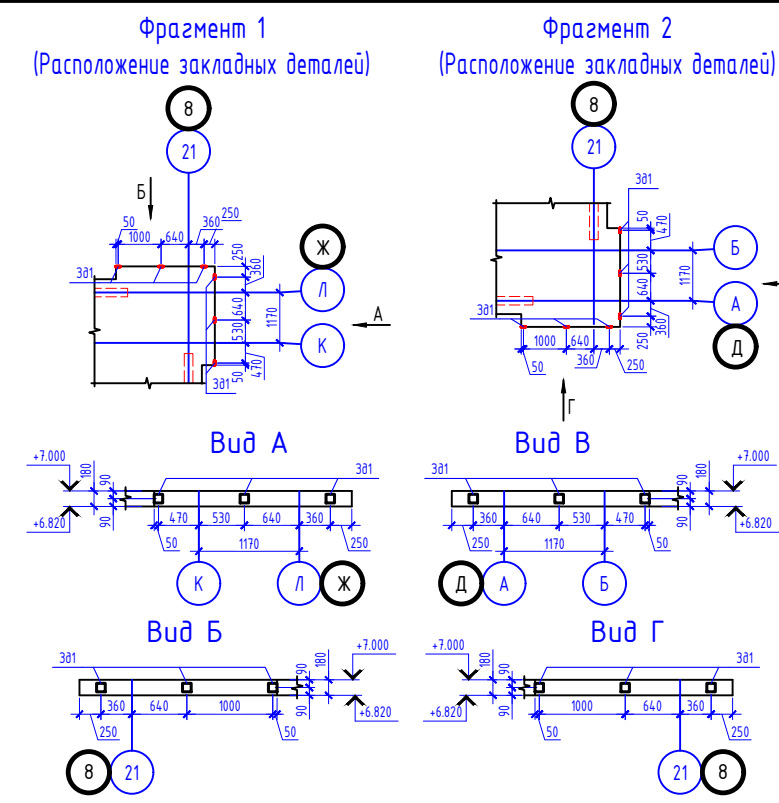 Фрагмент 1
(Расположение закладных деталей)
8
21
Б
50 1000 640 360 250
Зд1
250
360
640
530
470
50
1170
Ж
Л
К
А
Зд1
Фрагмент 2
(Расположение закладных деталей)
8
21
Зд1
50
470
530
640
360
250
1170
Б
А
Д
Зд1
1000 640
360
50
250
Г
Вид А
Зд1
+7.000
+6.820
180
90
90
470 530 640 360
50
250
1170
К
Л
Ж
Вид В
Зд1
Зд1
360 640 530 470
250
50
1170
90
90
180
+7.000
+6.820
Д
А
Б
Вид Б
Зд1
360 640 1000
250
50
90
90
180
+7.000
+6.820
8
21
Вид Г
Зд1
+7.000
+6.820
180
90
90
1000 640 360
50
250
21
8